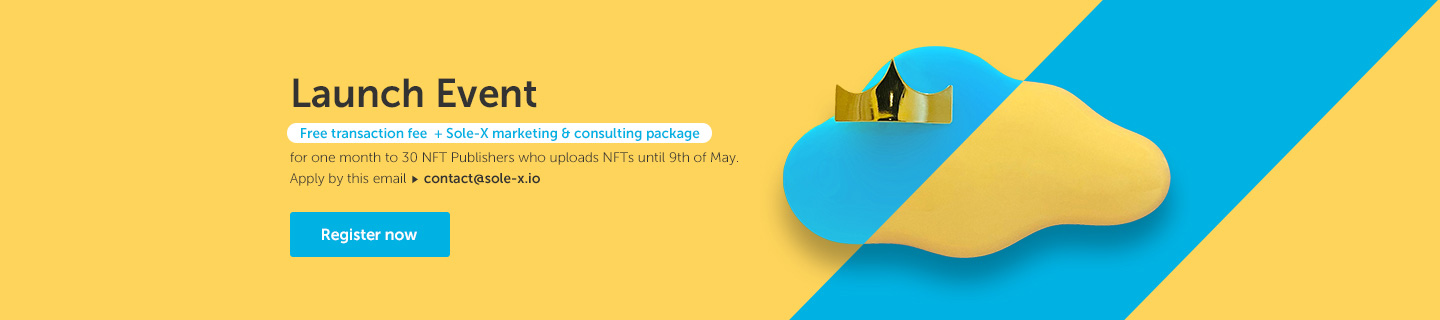 Launch Event
Free transaction fee + Sole-X marketing & consulting package
for one month to 30 NFT Publishers who uploads NFTs until 9th of May.
Apply by this email ▸ contact@sole-x.io
Register now